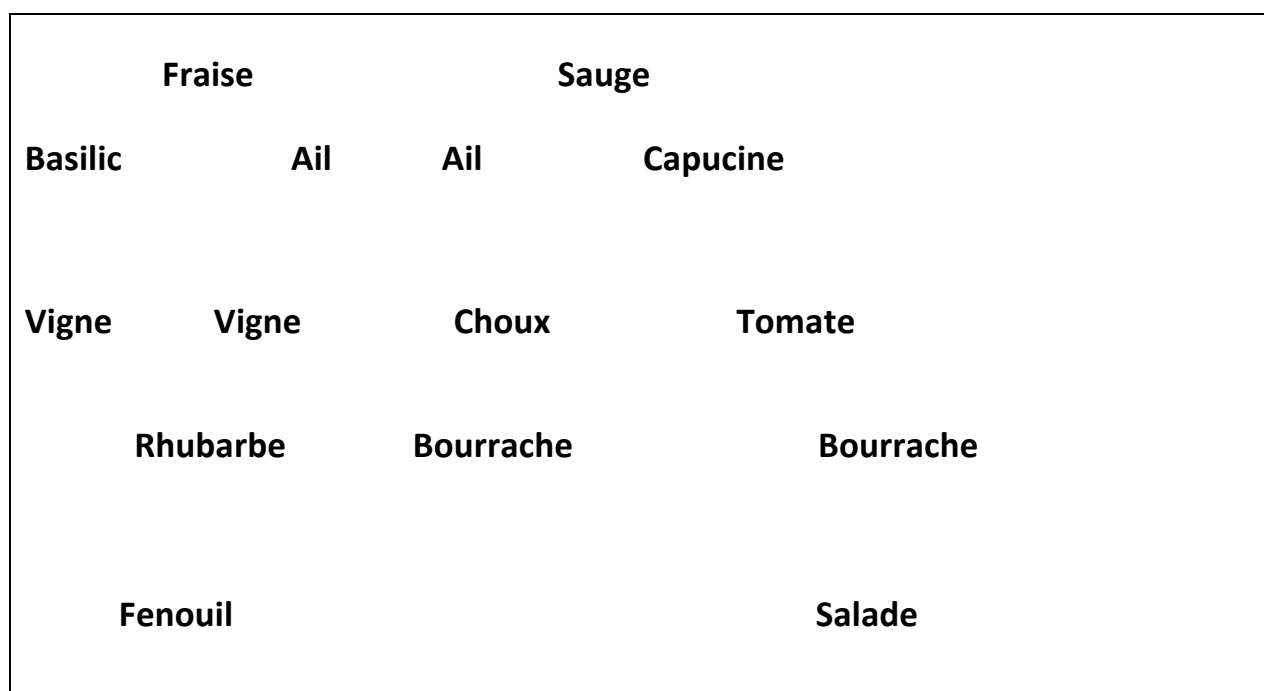 Fraise Sauge
Basilic Ail Ail Capucine
Vigne Vigne Choux Tomate
Rhubarbe Bourrache Bourrache
Fenouil Salade